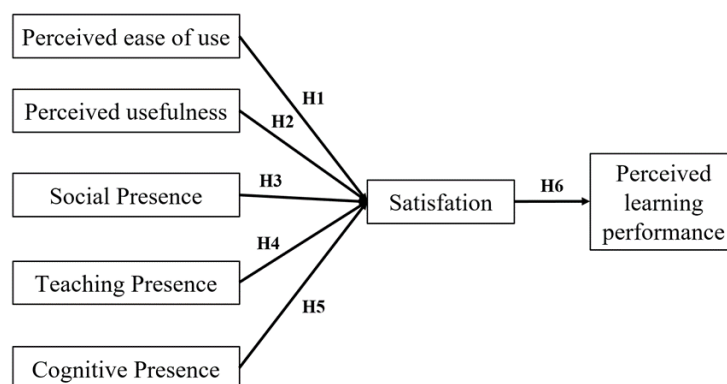 Perceived ease of use
H1
Perceived usefulness
H2
Social Presence
H3
Teaching Presence
H4
Cognitive Presence
H5
Satisfation
H6
Perceived
learning
performance